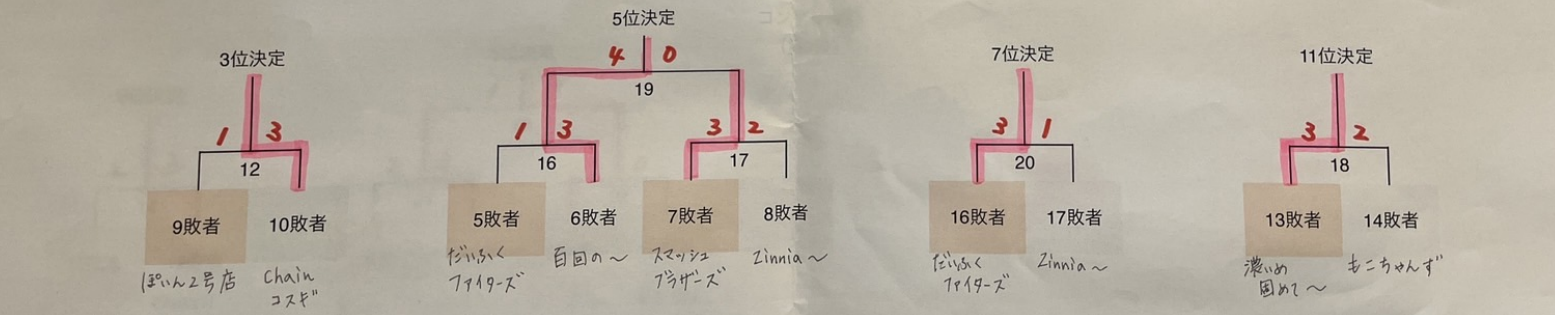 3位決定
1 3
12
9敗者 10敗者
ぽいん2号店
Chain
コスギ
5位決定
4 0
19
1 3
16
3 2
17
5敗者 6敗者 7敗者 8敗者
だいふく
ファイターズ
百回の〜
スマッシュ
ブラザーズ
Zinnia〜
7位決定
3 1
20
16敗者 17敗者
だいふく
ファイターズ
Zinnia〜
11位決定
3 2
18
13敗者 14敗者
濃いめ
固めで〜
もこちゃんず